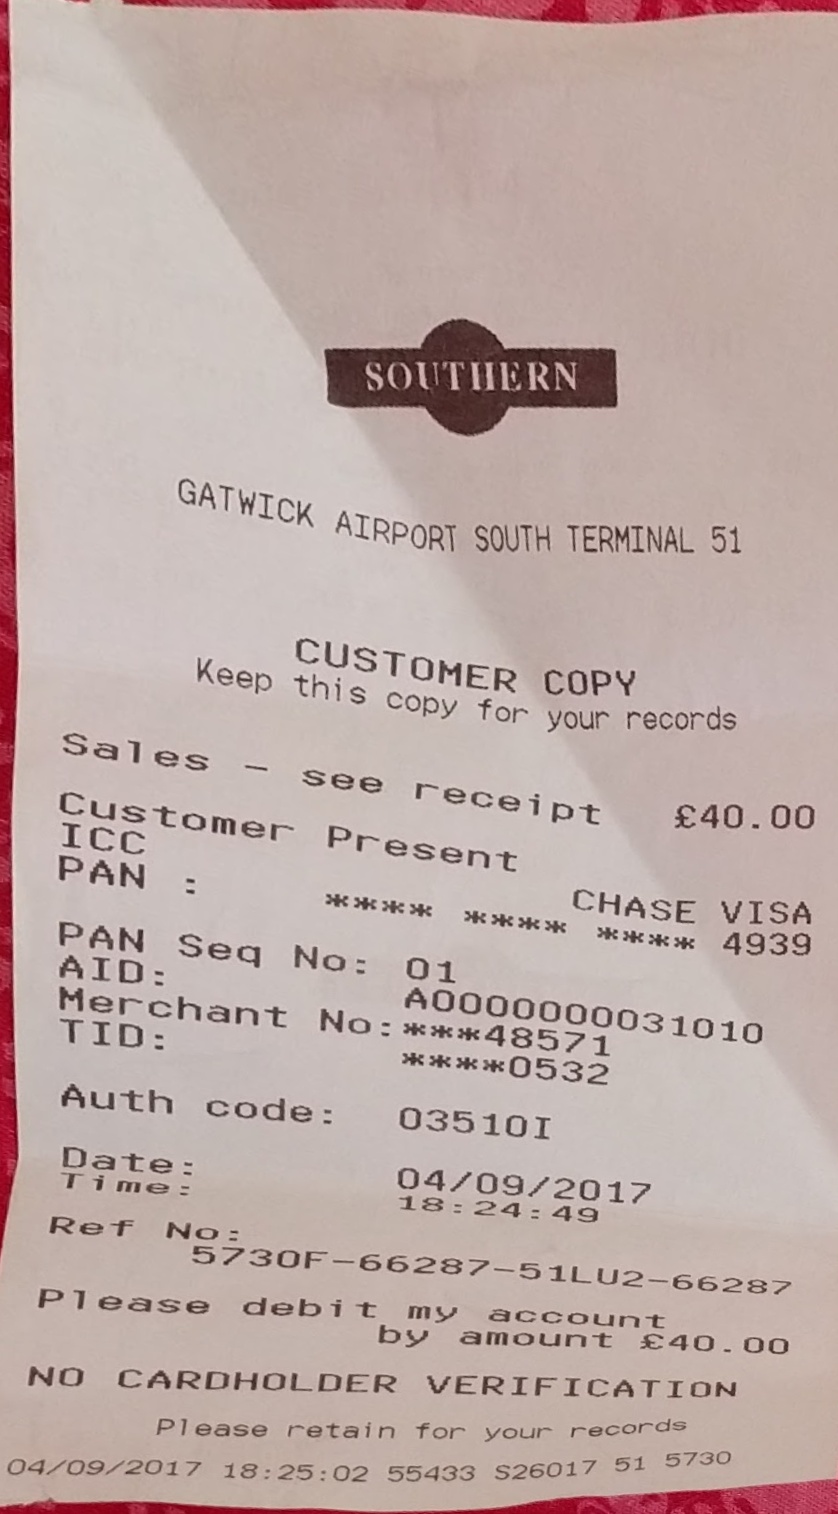 SOUTHERN
GATWICK AIRPORT SOUTH TERMINAL 51
CUSTOMER COPY
Keep this copy for your records
Sales - see receipt £40.00
Customer Present
ICC CHASE VISA
PAN : **** **** **** 4939
PAN Seq No: 01
AID: A0000000031010
Merchant No:***48571
TID: ****0532
Auth code: 03510I
Date: 04/09/2017
Time: 18:24:49
Ref No:
5730F-66287-51LU2-66287
Please debit my account
by amount £40.00
NO CARDHOLDER VERIFICATION
Please retain for your records
04/09/2017 18:25:02 55433 S26017 51 5730